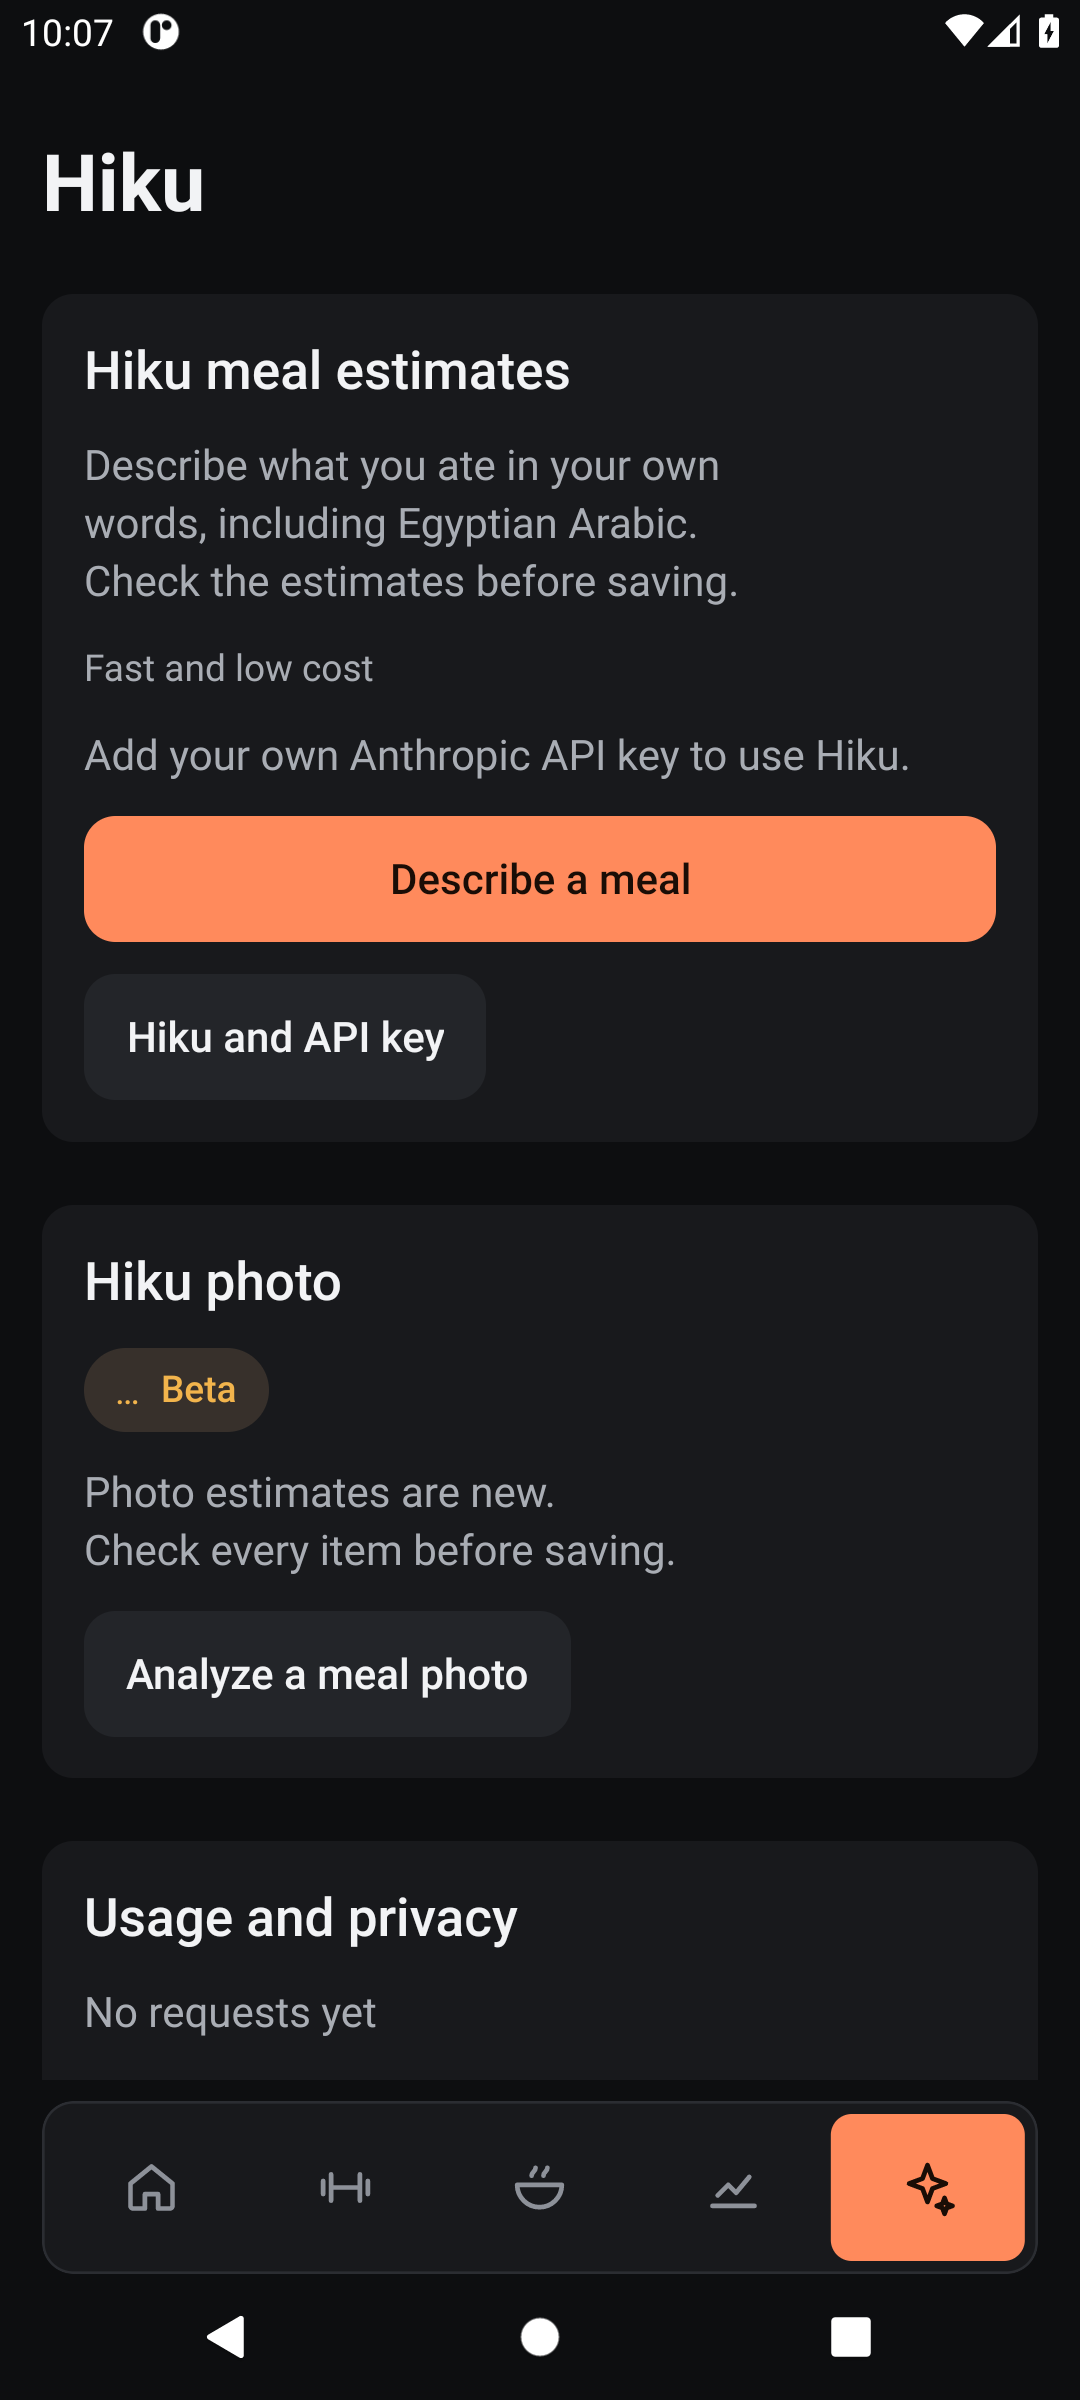 10:07
Hiku
Hiku meal estimates
Describe what you ate in your own
words, including Egyptian Arabic.
Check the estimates before saving.
Fast and low cost
Add your own Anthropic API key to use Hiku.
Describe a meal
Hiku and API key
Hiku photo
… Beta
Photo estimates are new.
Check every item before saving.
Analyze a meal photo
Usage and privacy
No requests yet